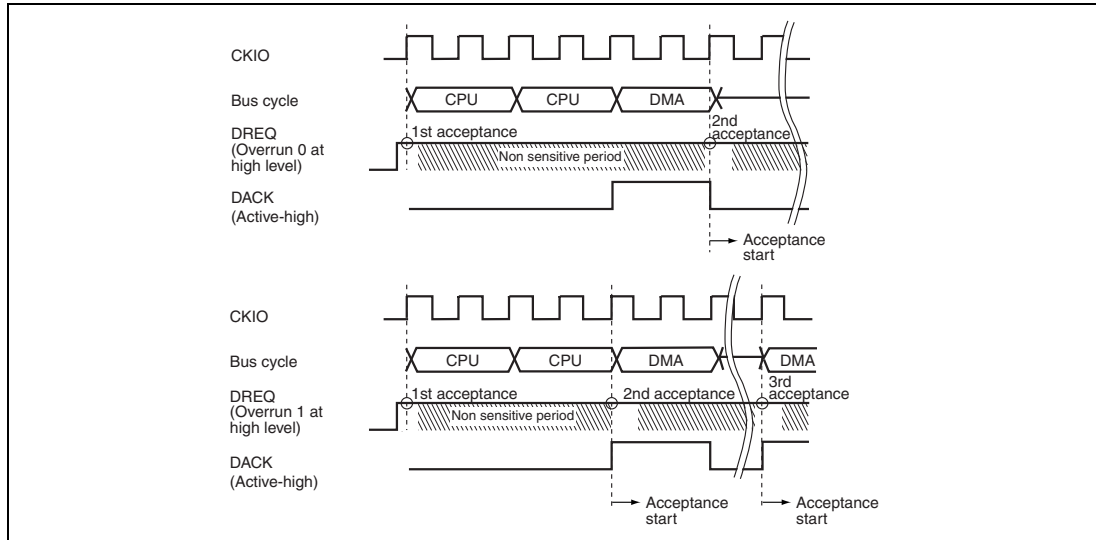 CKIO
Bus cycle
CPU
CPU
DMA
DREQ
(Overrun 0 at
high level)
1st acceptance
2nd
acceptance
Non sensitive period
DACK
(Active-high)
Acceptance
start
CKIO
Bus cycle
CPU
CPU
DMA
DMA
DREQ
(Overrun 1 at
high level)
1st acceptance
2nd acceptance
3rd
acceptance
Non sensitive period
DACK
(Active-high)
Acceptance
start
Acceptance
start